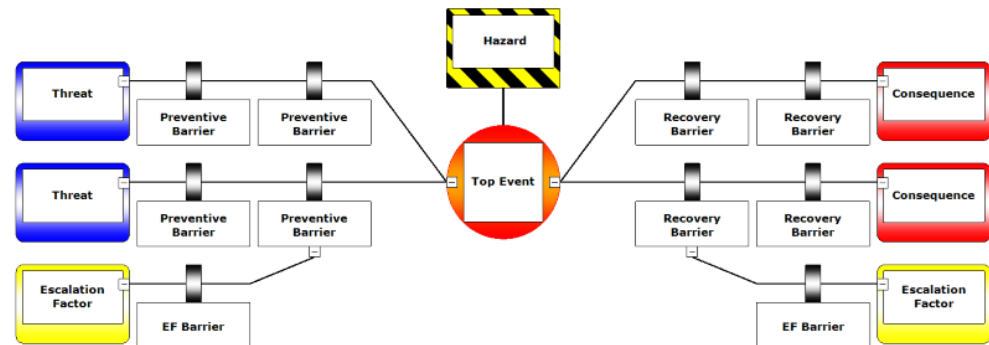 Hazard
Threat
Preventive
Barrier
Preventive
Barrier
Recovery
Barrier
Recovery
Barrier
Consequence
Top Event
Threat
Preventive
Barrier
Preventive
Barrier
Recovery
Barrier
Recovery
Barrier
Consequence
Escalation
Factor
EF Barrier
EF Barrier
Escalation
Factor